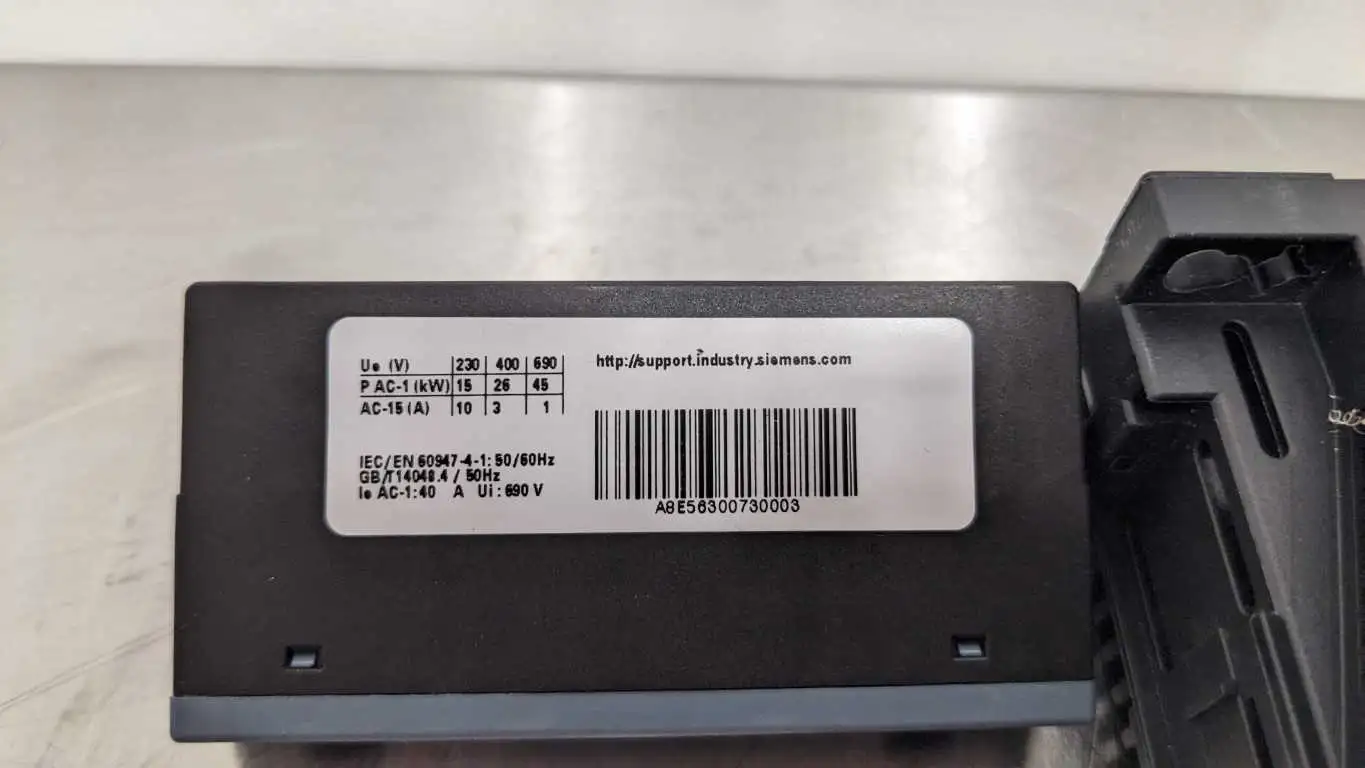 Ue (V) 230 400 690
P AC-1 (kW) 15 26 45
AC-15 (A) 10 3 1
IEC/EN 60947-4-1: 50/60Hz
GB/T14048.4 / 50Hz
Ie AC-1:40 A Ui: 690 V
http://support.industry.siemens.com
A8E56300730003